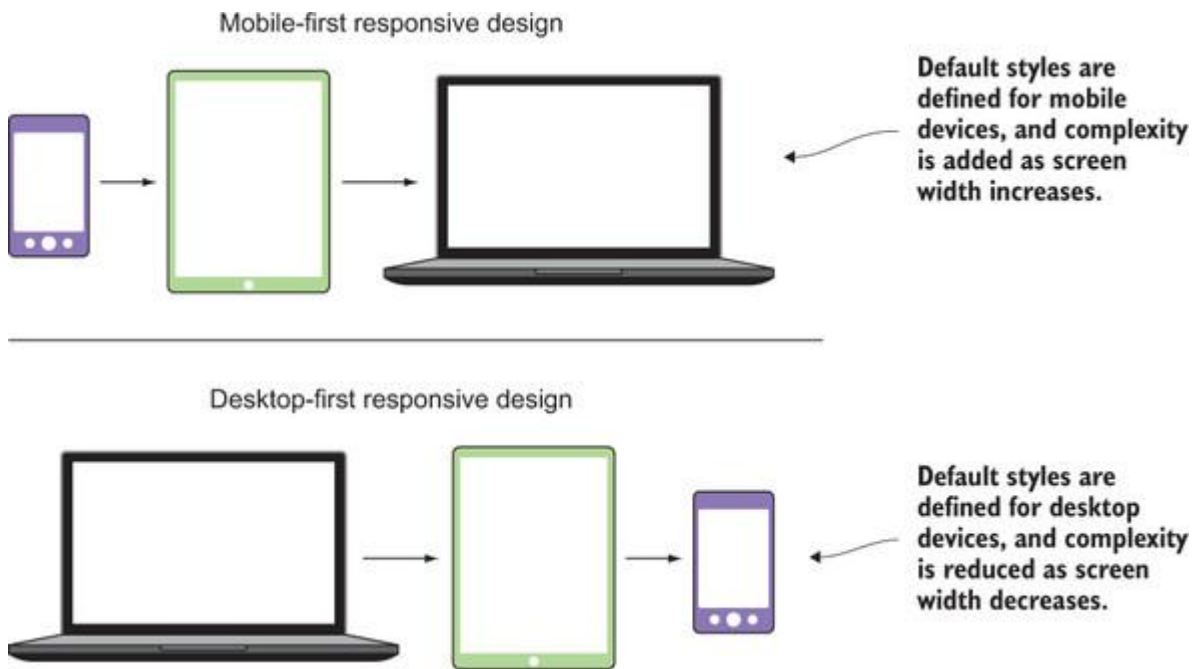 Mobile-first responsive design
Default styles are
defined for mobile
devices, and complexity
is added as screen
width increases.
Desktop-first responsive design
Default styles are
defined for desktop
devices, and complexity
is reduced as screen
width decreases.